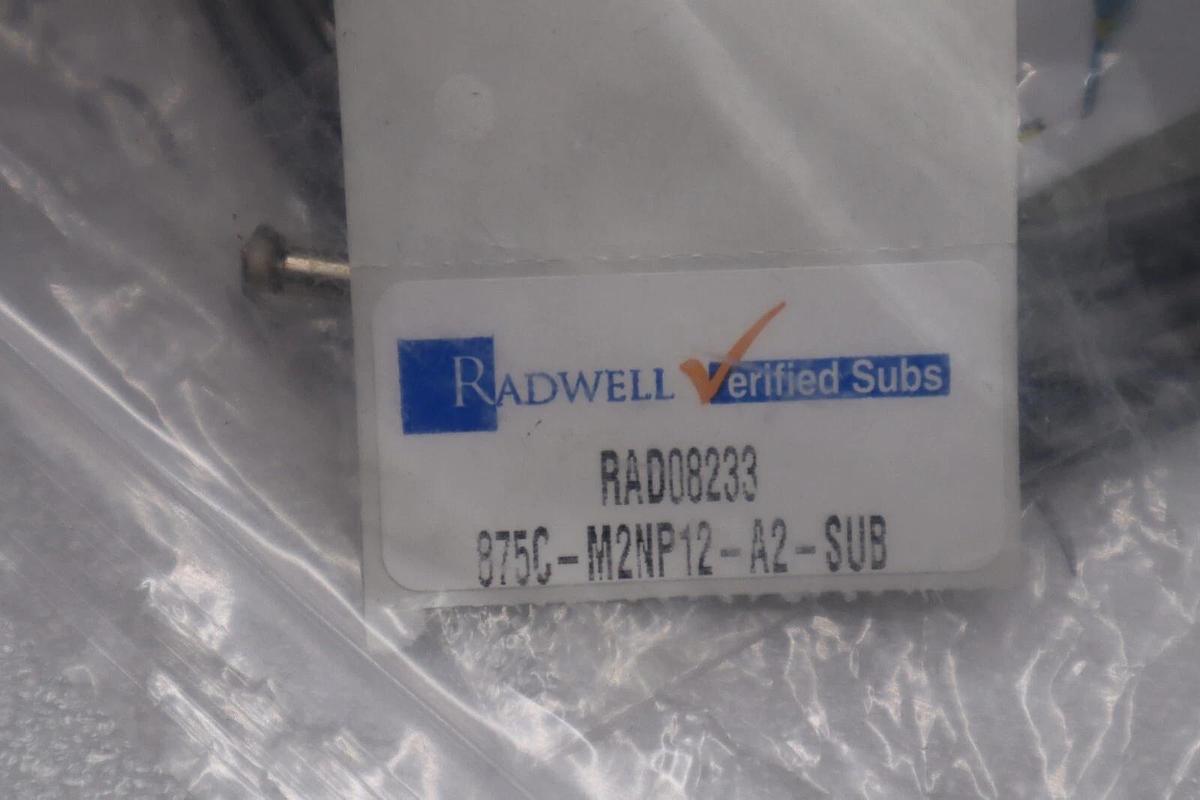 RADWELL Verified Subs
RAD08233
875C-M2NP12-A2-SUB